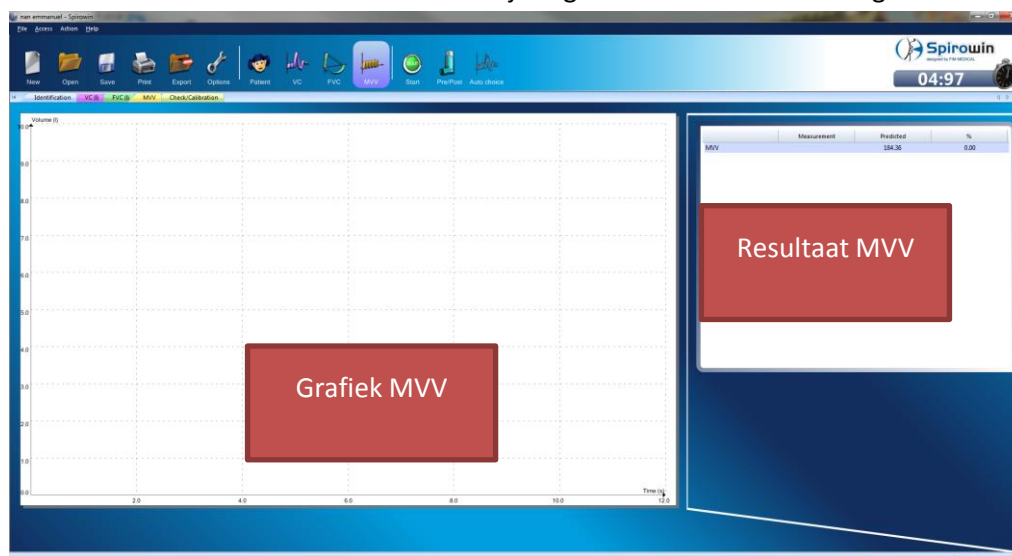 nan emmanuel - Spirowin
File Access Action Help
New Open Save Print Export Options Patient VC FVC MVV Start Pre/Post Auto choice
Spirowin
designed by FIM MEDICAL
04:97
Identification VC FVC MVV Check/Calibration
Volume (l)
10.0
9.0
8.0
7.0
6.0
5.0
4.0
3.0
2.0
1.0
0.0
Time (s)
2.0 4.0 6.0 8.0 10.0 12.0
Grafiek MVV
Measurement Predicted %
MVV 184.36 0.00
Resultaat MVV